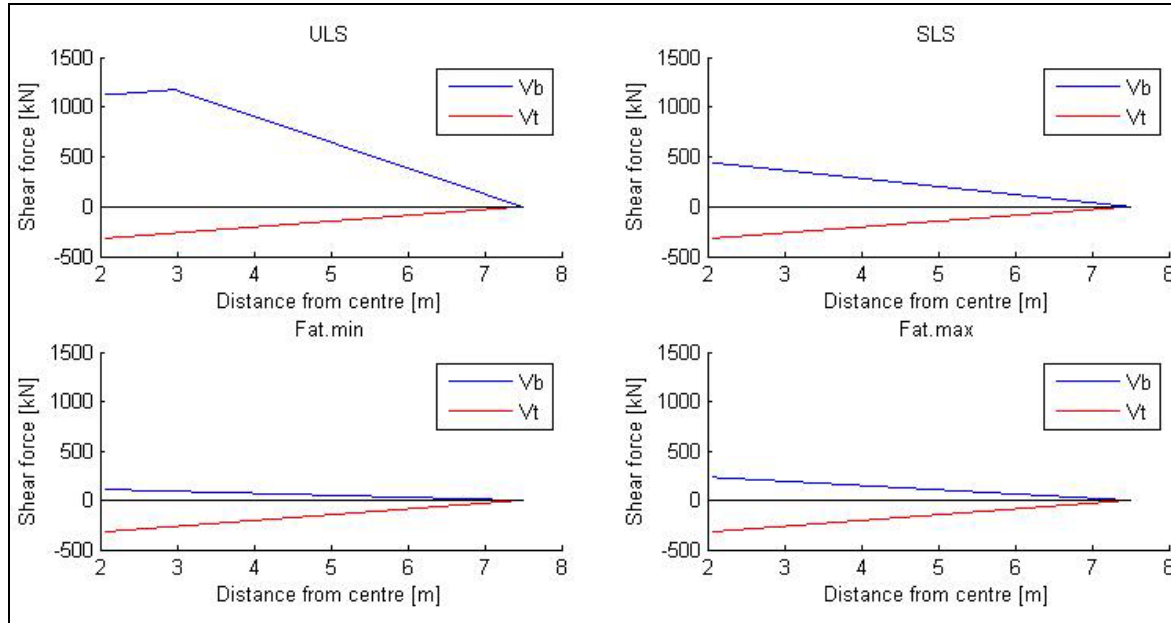 ULS
Shear force [kN]
1500
1000
500
0
-500
2 3 4 5 6 7 8
Distance from centre [m]
Vb
Vt
SLS
Shear force [kN]
1500
1000
500
0
-500
2 3 4 5 6 7 8
Distance from centre [m]
Vb
Vt
Fat.min
Shear force [kN]
1500
1000
500
0
-500
2 3 4 5 6 7 8
Distance from centre [m]
Vb
Vt
Fat.max
Shear force [kN]
1500
1000
500
0
-500
2 3 4 5 6 7 8
Distance from centre [m]
Vb
Vt